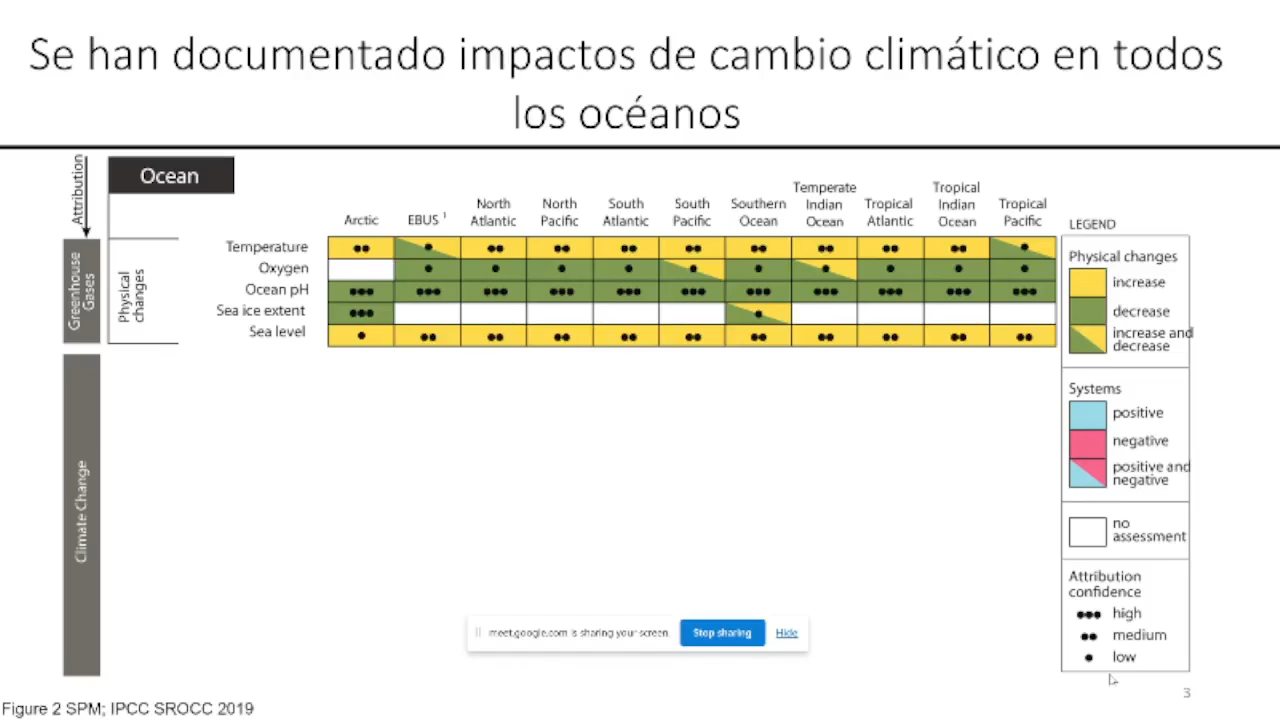 Se han documentado impactos de cambio climático en todos
los océanos
Attribution
Ocean
Arctic
EBUS 1
North
Atlantic
North
Pacific
South
Atlantic
South
Pacific
Southern
Ocean
Temperate
Indian
Ocean
Tropical
Atlantic
Tropical
Indian
Ocean
Tropical
Pacific
Greenhouse
Gases
Physical
changes
Temperature
Oxygen
Ocean pH
Sea ice extent
Sea level
Climate Change
LEGEND
Physical changes
increase
decrease
increase and
decrease
Systems
positive
negative
positive and
negative
no
assessment
Attribution
confidence
high
medium
low
meet.google.com is sharing your screen.
Stop sharing
Hide
3
Figure 2 SPM; IPCC SROCC 2019